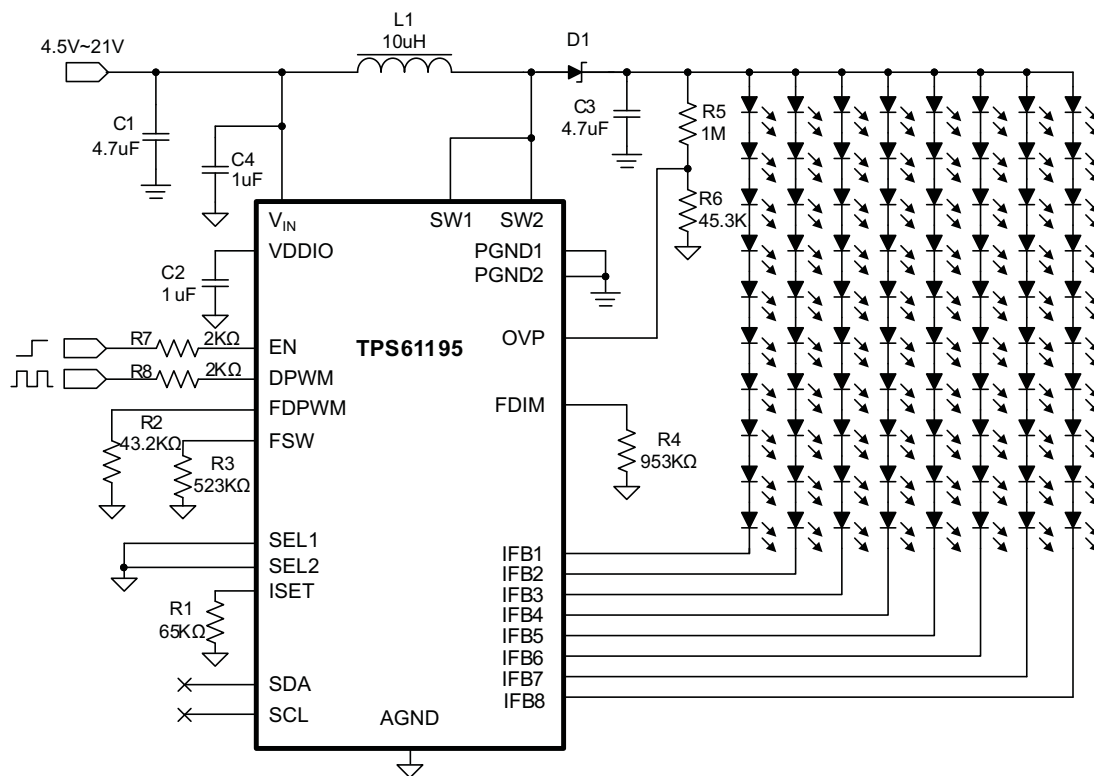 4.5V~21V
L1
10uH
D1
C1
4.7uF
C4
1uF
C3
4.7uF
R5
1M
R6
45.3K
VIN
SW1
SW2
VDDIO
PGND1
PGND2
C2
1uF
R7
2KΩ
EN
TPS61195
OVP
R8
2KΩ
DPWM
FDPWM
FDIM
R2
43.2KΩ
FSW
R3
523KΩ
R4
953KΩ
SEL1
SEL2
ISET
R1
65KΩ
IFB1
IFB2
IFB3
IFB4
IFB5
IFB6
IFB7
IFB8
SDA
SCL
AGND